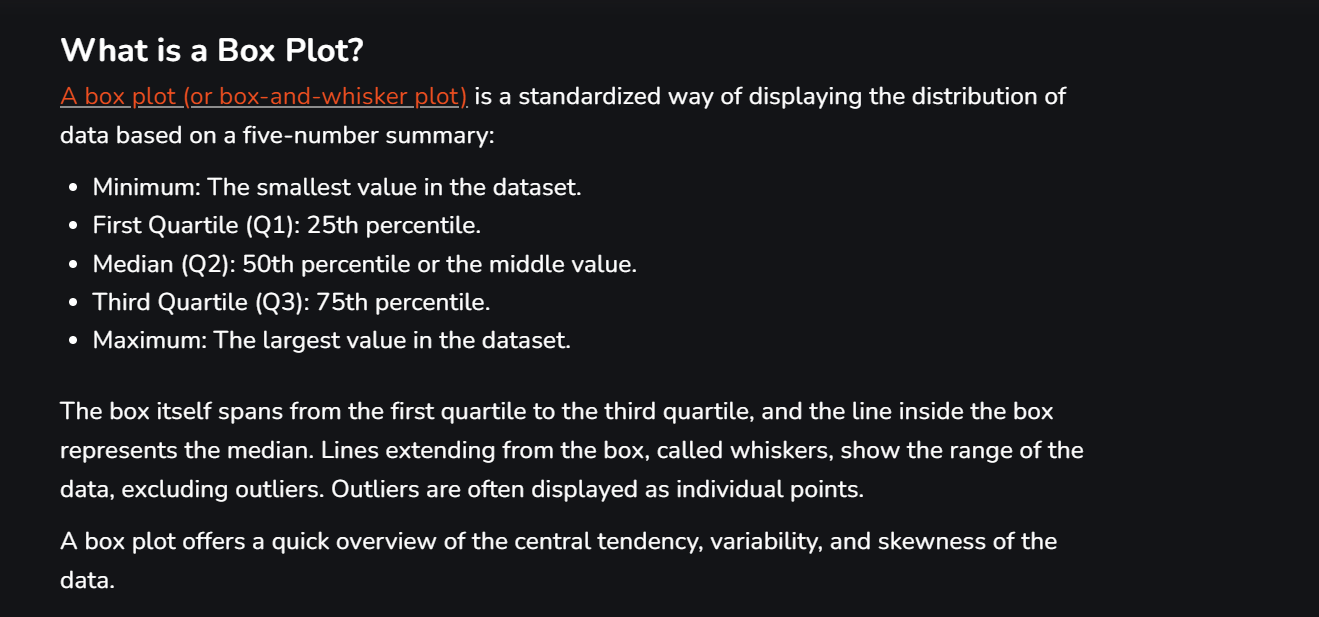 What is a Box Plot?
A box plot (or box-and-whisker plot) is a standardized way of displaying the distribution of
data based on a five-number summary:
• Minimum: The smallest value in the dataset.
• First Quartile (Q1): 25th percentile.
• Median (Q2): 50th percentile or the middle value.
• Third Quartile (Q3): 75th percentile.
• Maximum: The largest value in the dataset.
The box itself spans from the first quartile to the third quartile, and the line inside the box
represents the median. Lines extending from the box, called whiskers, show the range of the
data, excluding outliers. Outliers are often displayed as individual points.
A box plot offers a quick overview of the central tendency, variability, and skewness of the
data.